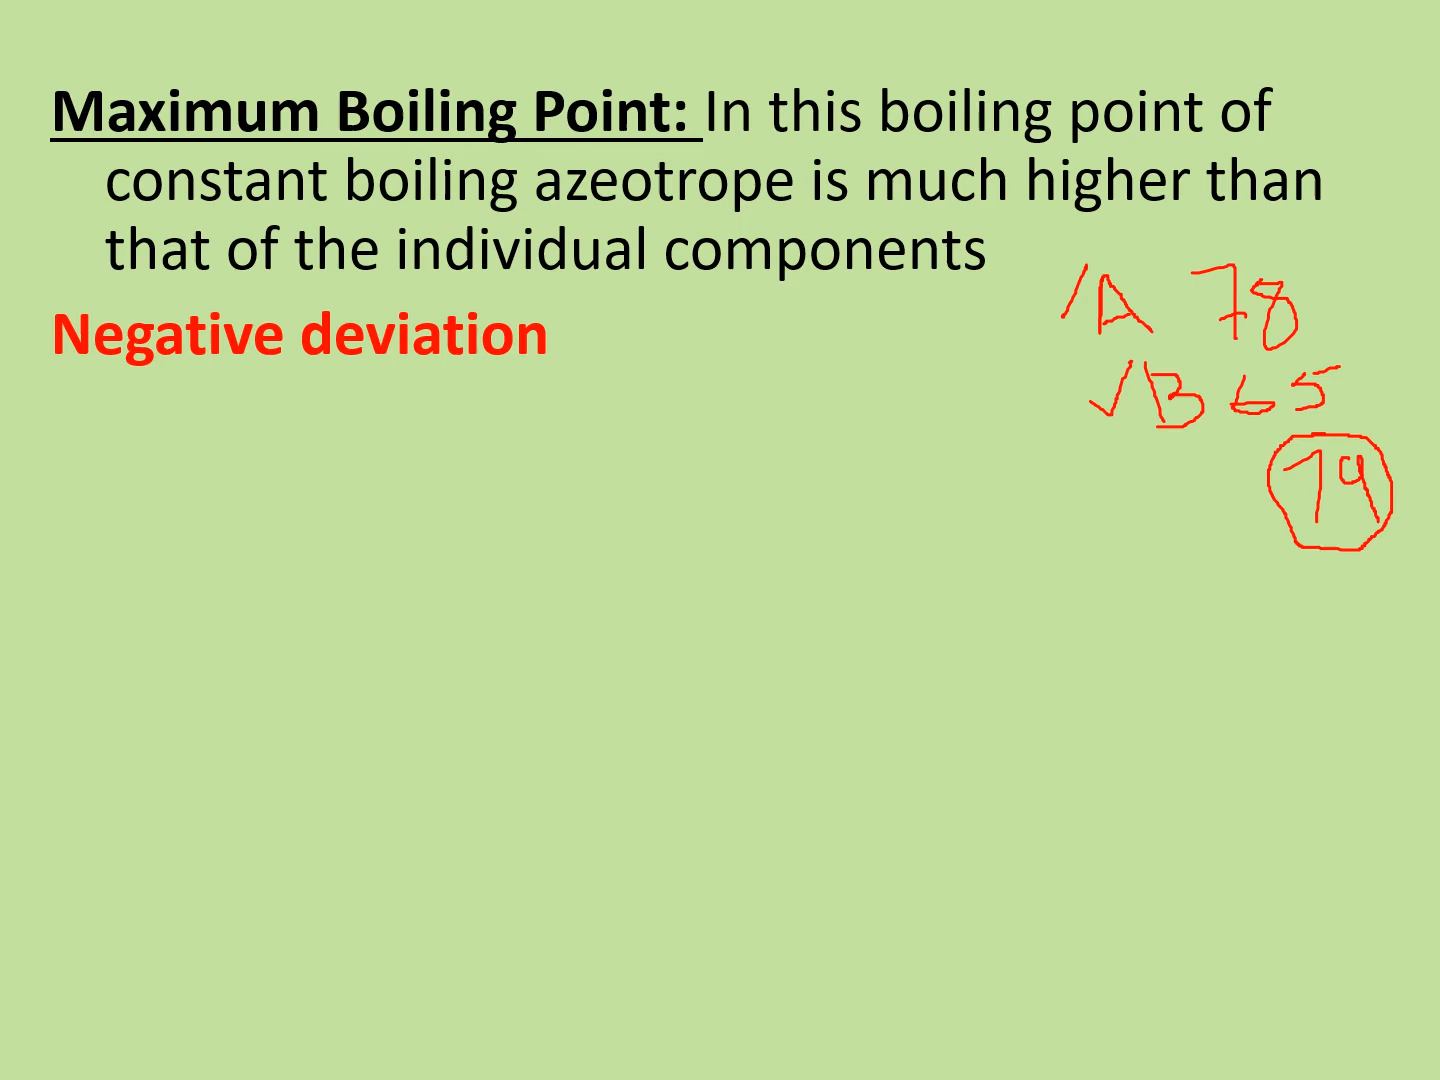 Maximum Boiling Point: In this boiling point of
constant boiling azeotrope is much higher than
that of the individual components
Negative deviation
A 78
B 65
79